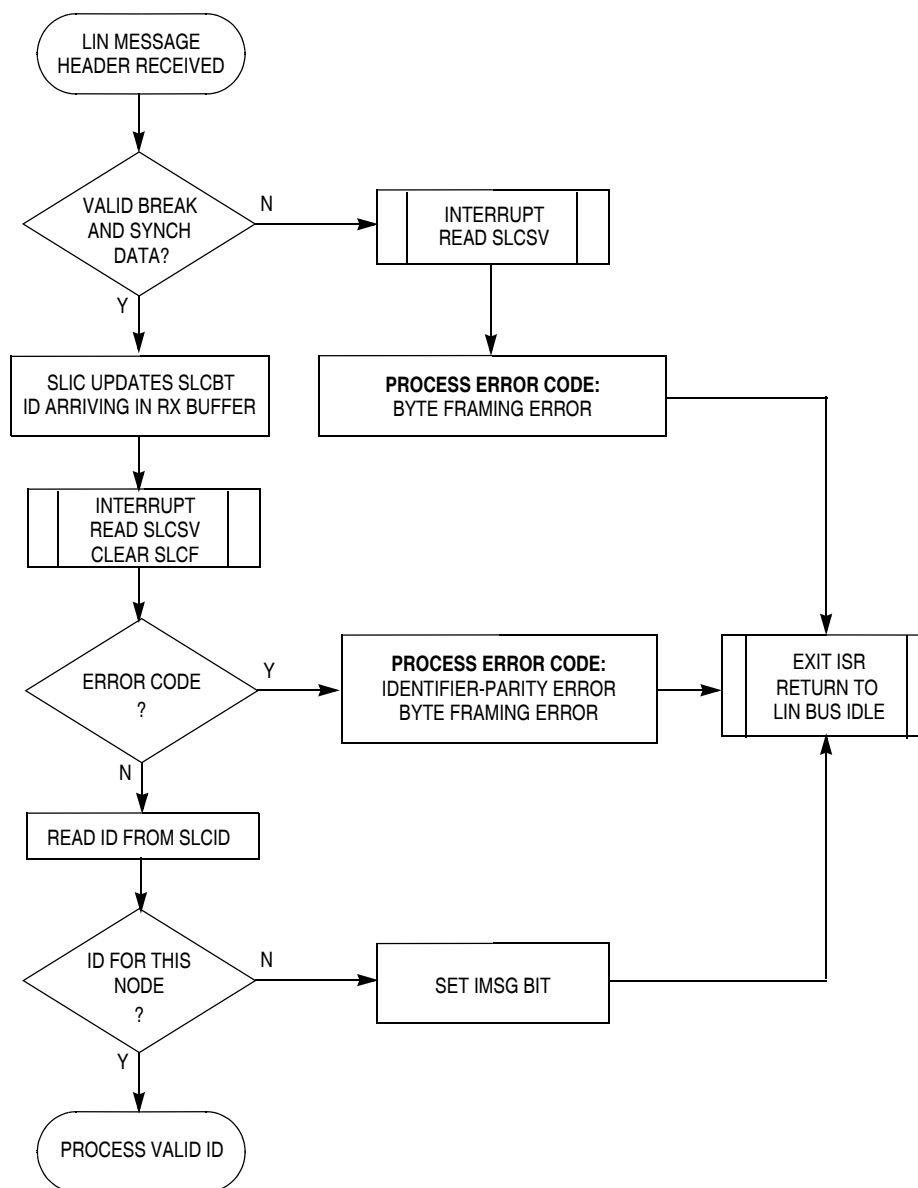 LIN MESSAGE
HEADER RECEIVED
VALID BREAK
AND SYNCH
DATA?
N
Y
INTERRUPT
READ SLCSV
SLIC UPDATES SLCBT
ID ARRIVING IN RX BUFFER
PROCESS ERROR CODE:
BYTE FRAMING ERROR
INTERRUPT
READ SLCSV
CLEAR SLCF
ERROR CODE
?
Y
N
PROCESS ERROR CODE:
IDENTIFIER-PARITY ERROR
BYTE FRAMING ERROR
EXIT ISR
RETURN TO
LIN BUS IDLE
READ ID FROM SLCID
ID FOR THIS
NODE
?
N
Y
SET IMSG BIT
PROCESS VALID ID